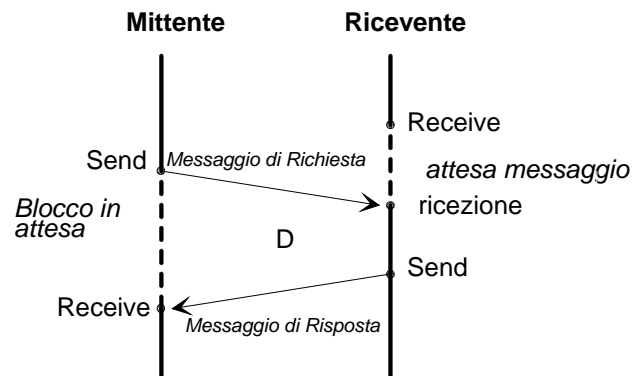 Mittente Ricevente
Receive
Send Messaggio di Richiesta
attesa messaggio
Blocco in
attesa
ricezione
D
Send
Receive
Messaggio di Risposta